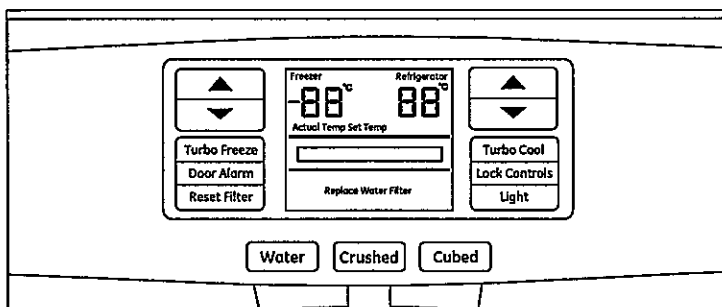 Freezer Refrigerator
-88°C 88°C
Actual Temp Set Temp
Turbo Freeze
Door Alarm
Reset Filter
Replace Water Filter
Turbo Cool
Lock Controls
Light
Water Crushed Cubed